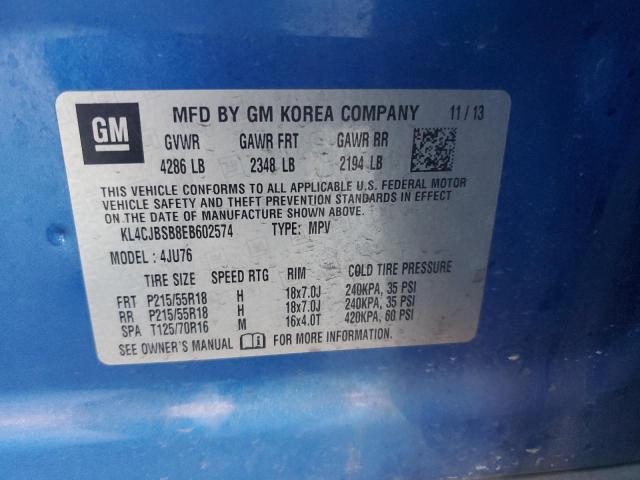 GM MFD BY GM KOREA COMPANY 11/13
GVWR GAWR FRT GAWR RR
4286 LB 2348 LB 2194 LB
THIS VEHICLE CONFORMS TO ALL APPLICABLE U.S. FEDERAL MOTOR
VEHICLE SAFETY AND THEFT PREVENTION STANDARDS IN EFFECT
ON THE DATE OF MANUFACTURE SHOWN ABOVE.
KL4CJBSB8EB602574 TYPE: MPV
MODEL: 4JU76
TIRE SIZE SPEED RTG RIM COLD TIRE PRESSURE
FRT P215/55R18 H 18x7.0J 240KPA, 35 PSI
RR P215/55R18 H 18x7.0J 240KPA, 35 PSI
SPA T125/70R16 M 16x4.0T 420KPA, 60 PSI
SEE OWNER'S MANUAL FOR MORE INFORMATION.